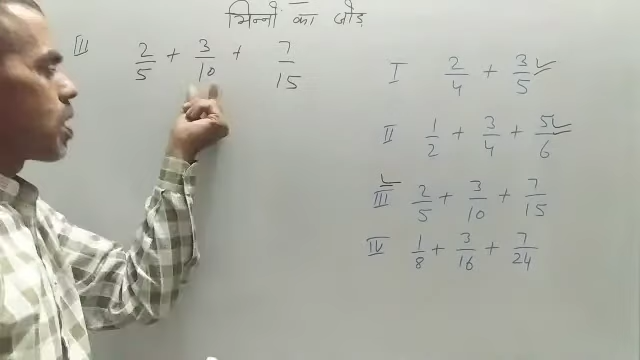 भिन्नों का जोड़
III 2/5 + 3/10 + 7/15
I 2/4 + 3/5 ✓
II 1/2 + 3/4 + 5/6 ✓
III 2/5 + 3/10 + 7/15
IV 1/8 + 3/16 + 7/24